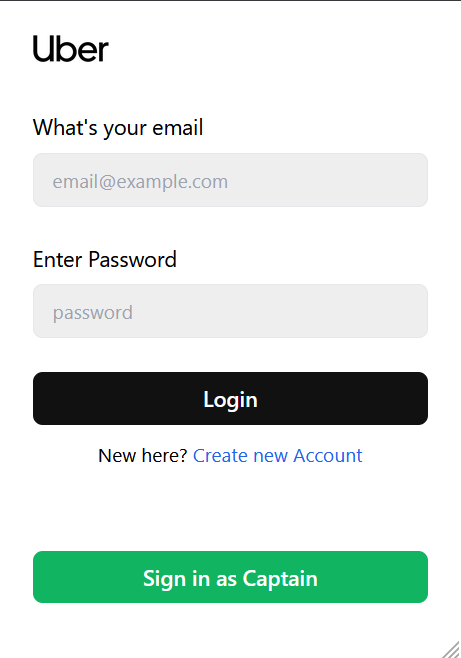 Uber
What's your email
email@example.com
Enter Password
password
Login
New here? Create new Account
Sign in as Captain